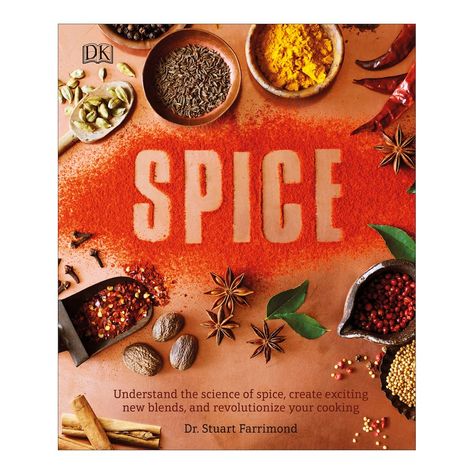 DK
SPICE
Understand the science of spice, create exciting
new blends, and revolutionize your cooking
Dr. Stuart Farrimond